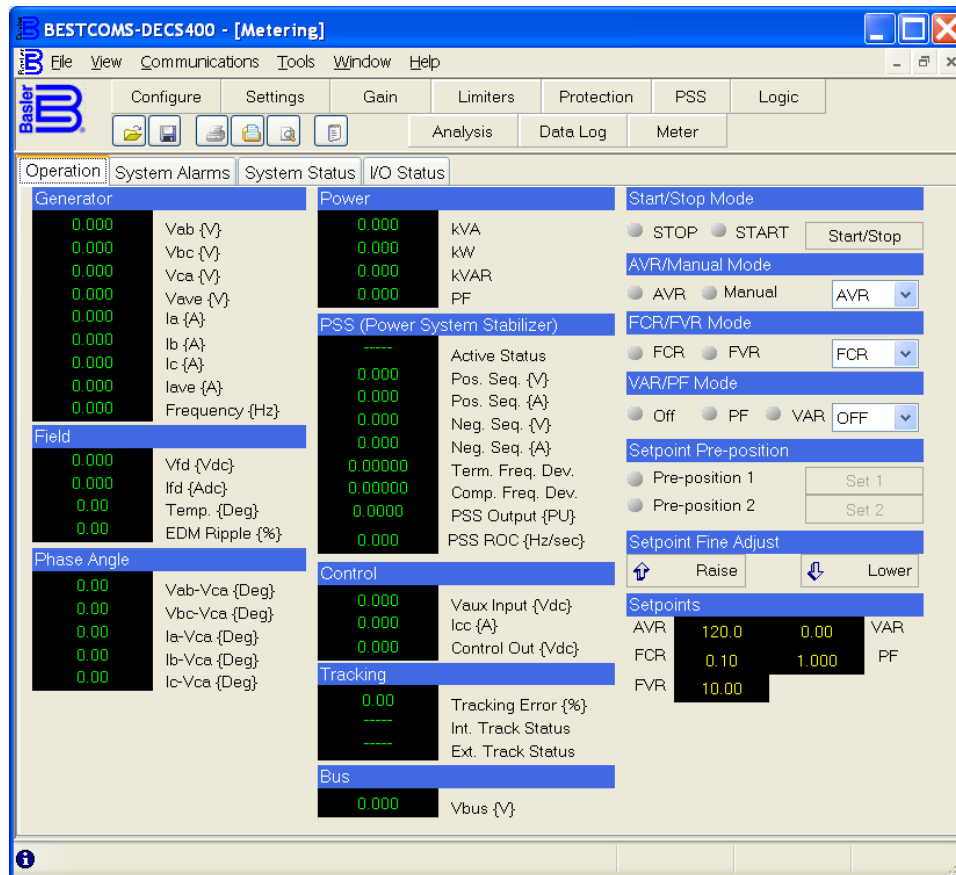 BESTCOMS-DECS400 - [Metering]
File View Communications Tools Window Help
Basler
Configure Settings Gain Limiters Protection PSS Logic
Analysis Data Log Meter
Operation System Alarms System Status I/O Status
Generator
0.000 Vab {V}
0.000 Vbc {V}
0.000 Vca {V}
0.000 Vave {V}
0.000 Ia {A}
0.000 Ib {A}
0.000 Ic {A}
0.000 Iave {A}
0.000 Frequency {Hz}
Field
0.000 Vfd {Vdc}
0.000 Ifd {Adc}
0.00 Temp. {Deg}
0.00 EDM Ripple {%}
Phase Angle
0.00 Vab-Vca {Deg}
0.00 Vbc-Vca {Deg}
0.00 Ia-Vca {Deg}
0.00 Ib-Vca {Deg}
0.00 Ic-Vca {Deg}
Power
0.000 kVA
0.000 kW
0.000 kVAR
0.000 PF
PSS (Power System Stabilizer)
----- Active Status
0.000 Pos. Seq. {V}
0.000 Pos. Seq. {A}
0.000 Neg. Seq. {V}
0.000 Neg. Seq. {A}
0.00000 Term. Freq. Dev.
0.00000 Comp. Freq. Dev.
0.0000 PSS Output {PU}
0.000 PSS ROC {Hz/sec}
Control
0.000 Vaux Input {Vdc}
0.000 Icc {A}
0.000 Control Out {Vdc}
Tracking
0.00 Tracking Error {%}
----- Int. Track Status
----- Ext. Track Status
Bus
0.000 Vbus {V}
Start/Stop Mode
STOP START Start/Stop
AVR/Manual Mode
AVR Manual AVR
FCR/FVR Mode
FCR FVR FCR
VAR/PF Mode
Off PF VAR OFF
Setpoint Pre-position
Pre-position 1 Set 1
Pre-position 2 Set 2
Setpoint Fine Adjust
Raise Lower
Setpoints
AVR 120.0 0.00 VAR
FCR 0.10 1.000 PF
FVR 10.00